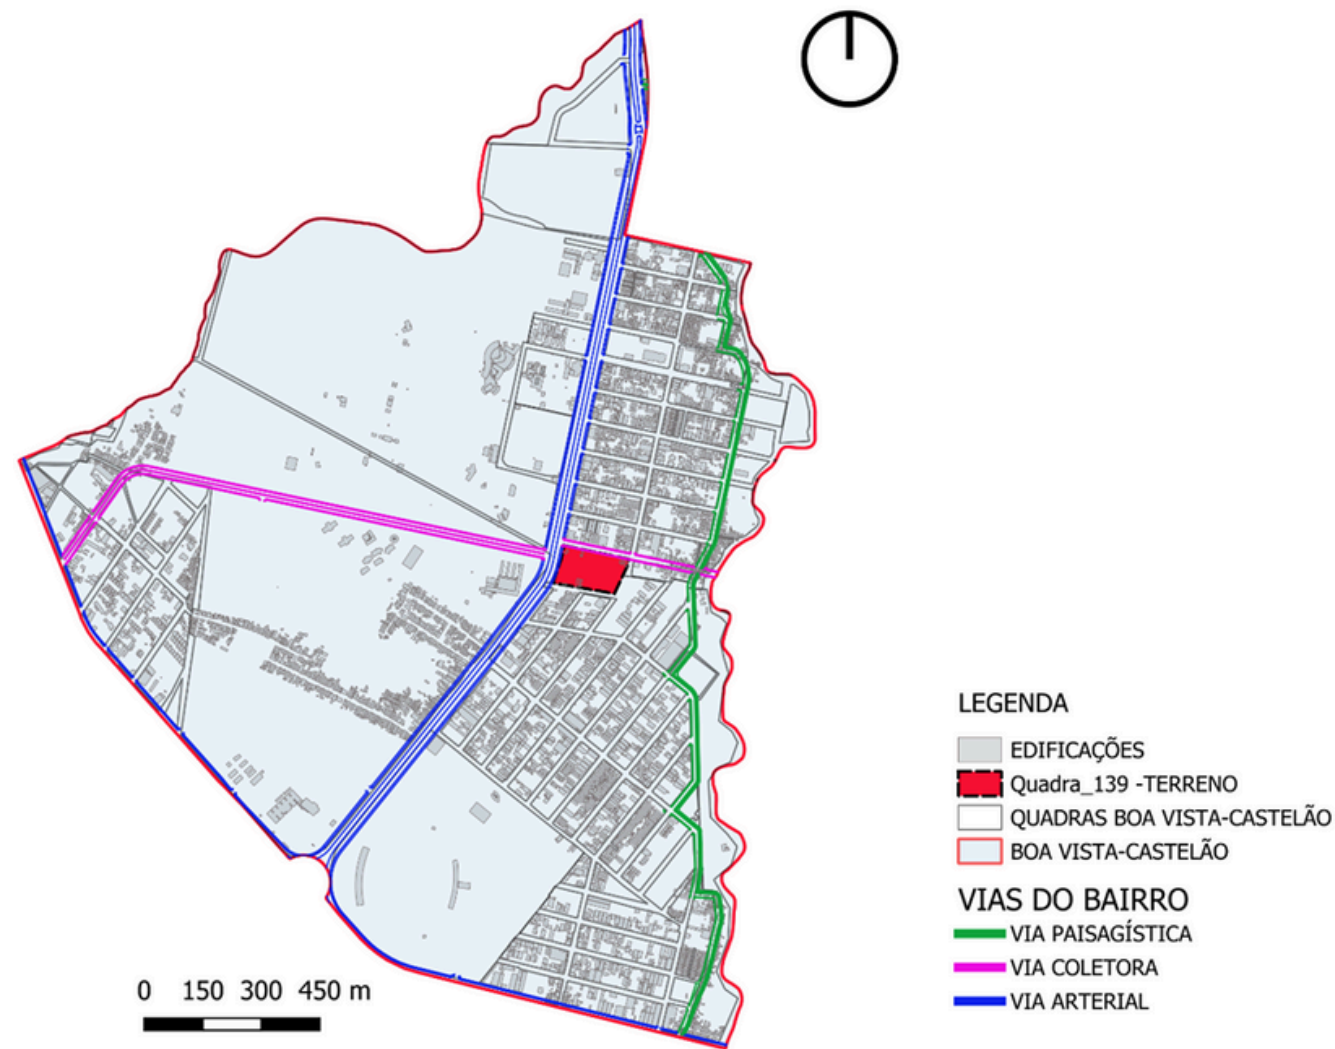 LEGENDA
EDIFICAÇÕES
Quadra_139 -TERRENO
QUADRAS BOA VISTA-CASTELÃO
BOA VISTA-CASTELÃO
VIAS DO BAIRRO
VIA PAISAGÍSTICA
VIA COLETORA
VIA ARTERIAL
0 150 300 450 m